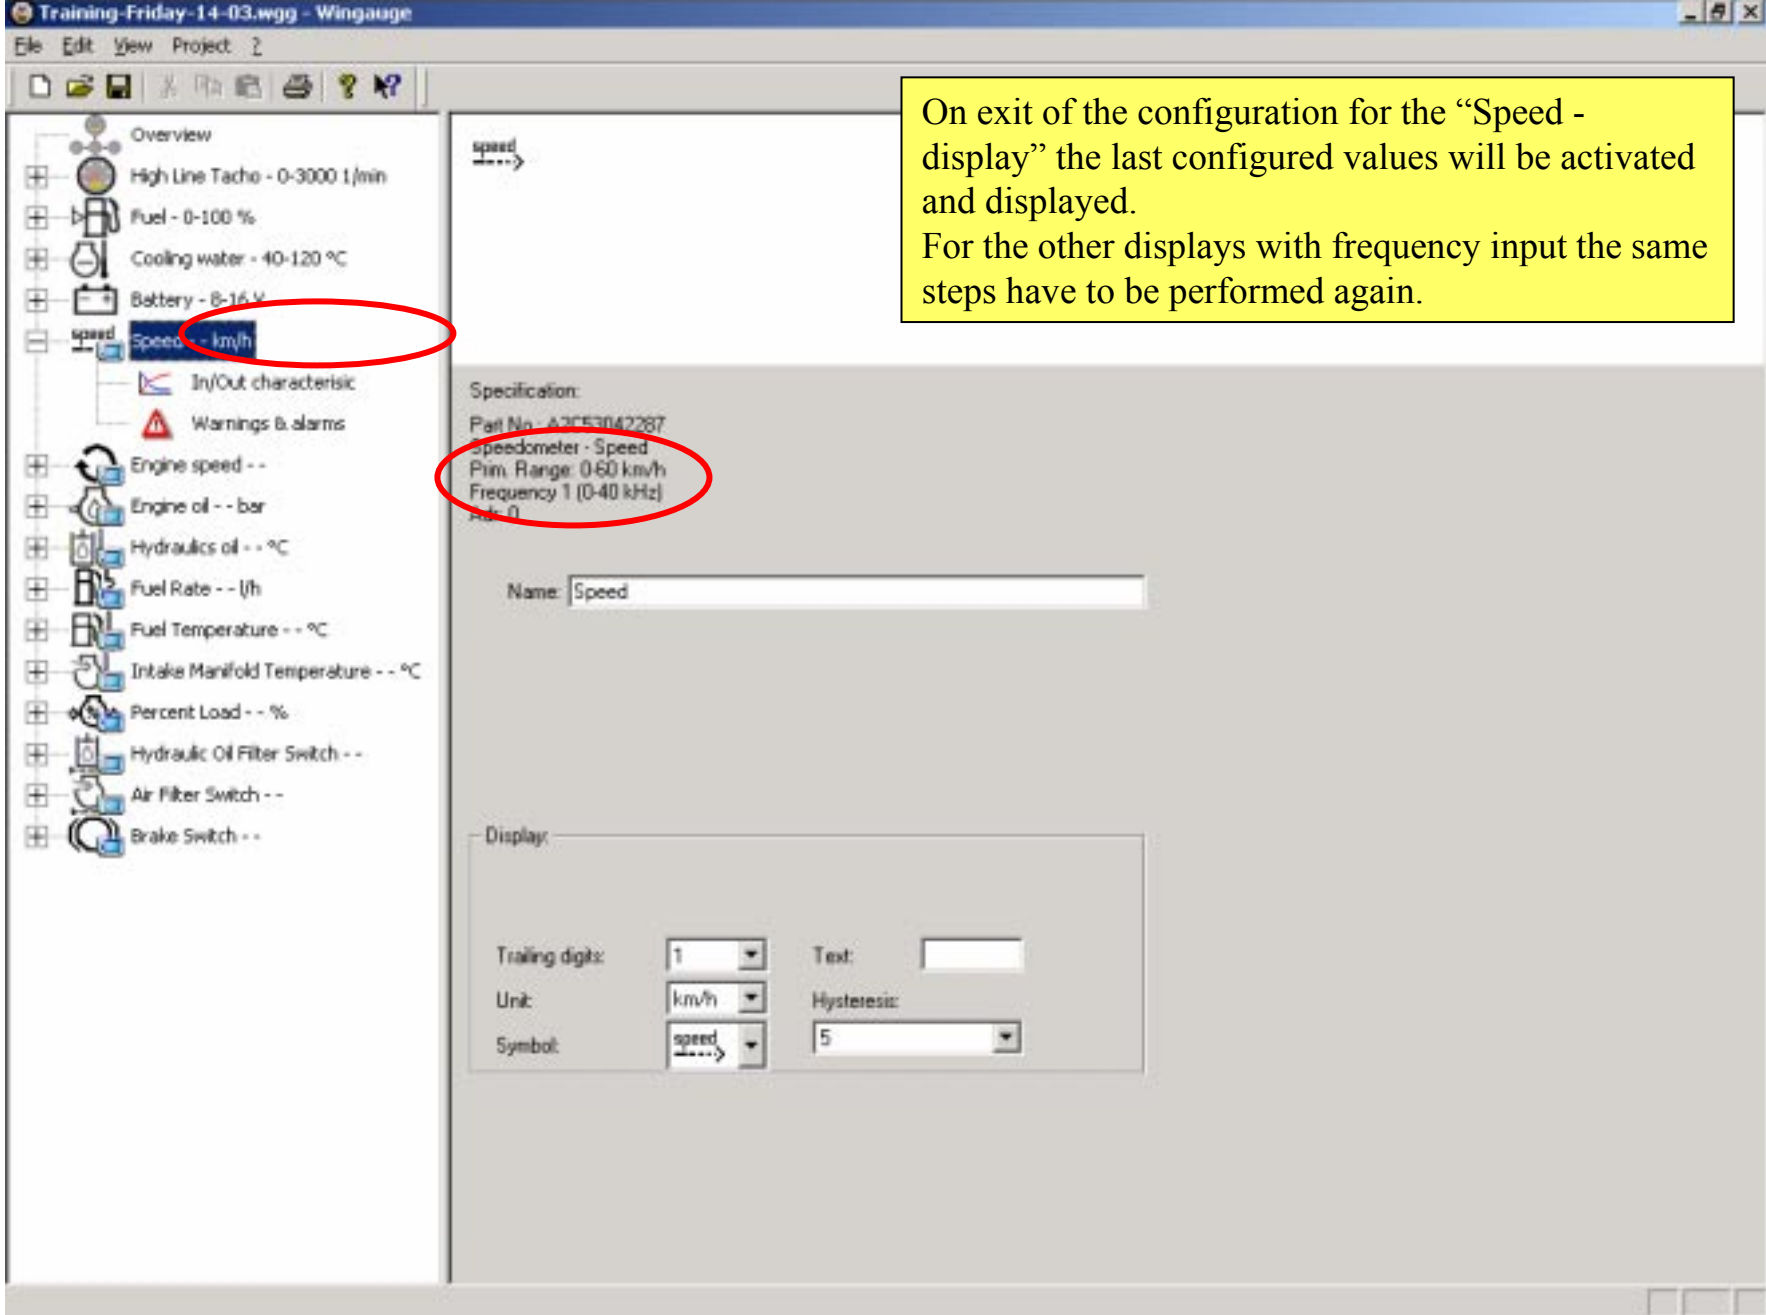 Training-Friday-14-03.wgg - Wingauge
File Edit View Project ?
On exit of the configuration for the “Speed -
display” the last configured values will be activated
and displayed.
For the other displays with frequency input the same
steps have to be performed again.
Overview
High Line Tacho - 0-3000 1/min
Fuel - 0-100 %
Cooling water - 40-120 °C
Battery - 8-16 V
speed
Speed - - km/h
In/Out characterisic
Warnings & alarms
Engine speed - -
Engine oil - - bar
Hydraulics oil - - °C
Fuel Rate - - l/h
Fuel Temperature - - °C
Intake Manifold Temperature - - °C
Percent Load - - %
Hydraulic Oil Filter Switch - -
Air Filter Switch - -
Brake Switch - -
speed
Specification:
Part No.: A2C53042287
Speedometer - Speed
Prim. Range: 0-60 km/h
Frequency 1 (0-40 kHz)
Adr. 0
Name: Speed
Display:
Trailing digits: 1 Text:
Unit: km/h Hysteresis:
Symbol: speed 5